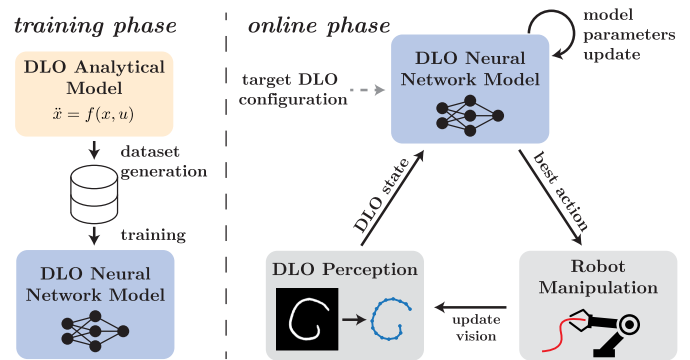 training phase
DLO Analytical
Model
ẍ = f(x, u)
dataset
generation
training
DLO Neural
Network Model
online phase
model
parameters
update
DLO Neural
Network Model
target DLO
configuration
DLO state
best action
DLO Perception
update
vision
Robot
Manipulation